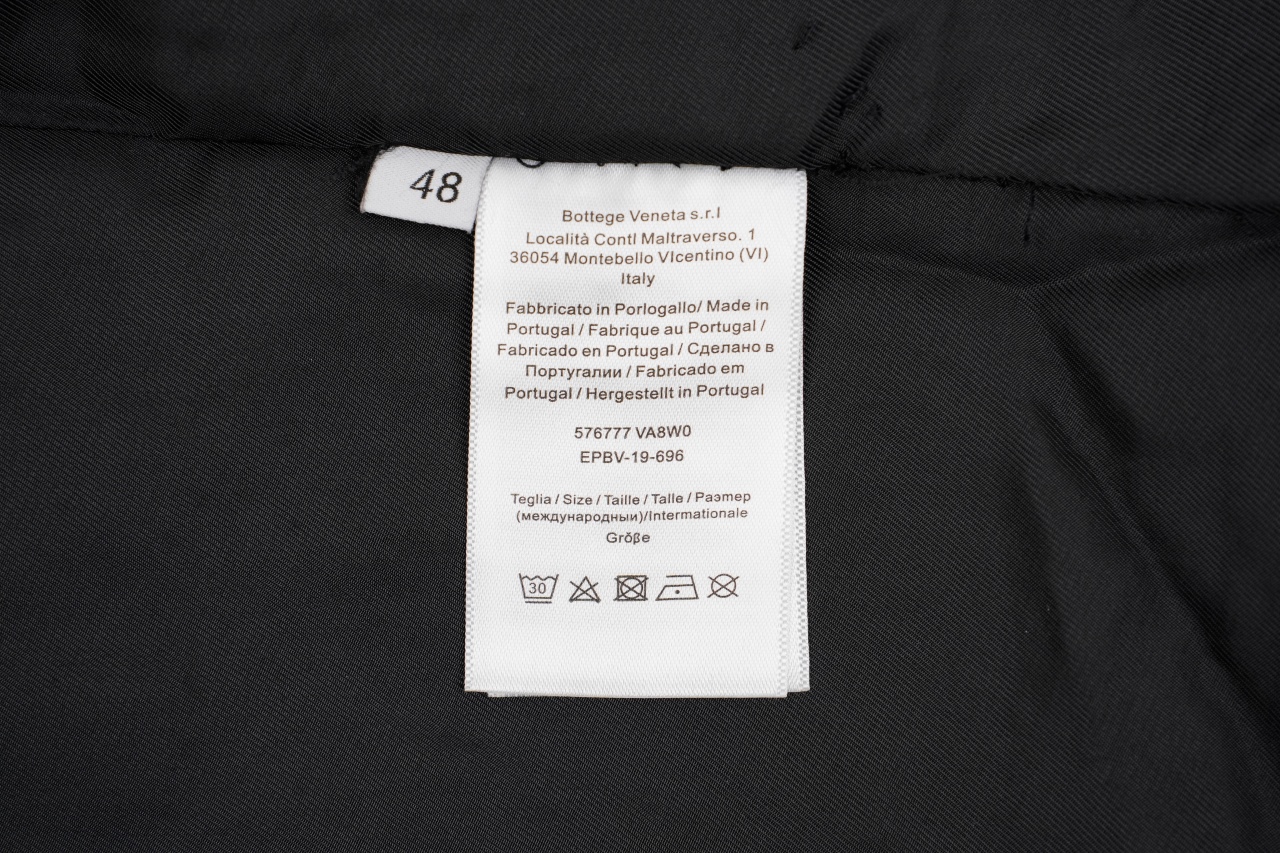 48
Bottege Veneta s.r.l
Località Contl Maltraverso. 1
36054 Montebello VIcentino (VI)
Italy
Fabbricato in Porlogallo/ Made in
Portugal / Fabrique au Portugal /
Fabricado en Portugal / Сделано в
Португалии / Fabricado em
Portugal / Hergestellt in Portugal
576777 VA8W0
EPBV-19-696
Teglia / Size / Taille / Talle / Размер
(международный)/Internationale
Größe
30